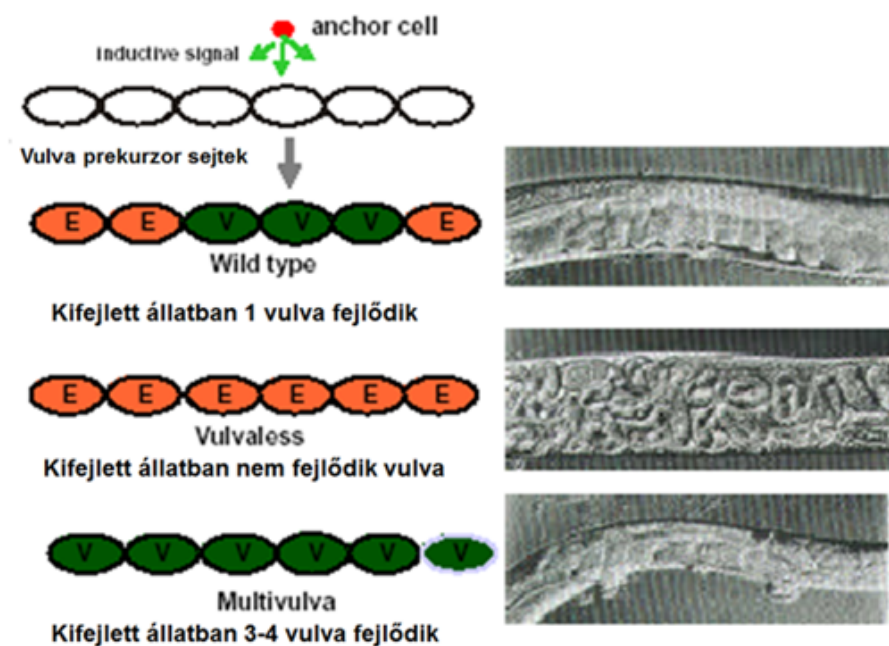 anchor cell
inductive signal
Vulva prekurzor sejtek
E E V V V E
Wild type
Kifejlett állatban 1 vulva fejlődik
E E E E E E
Vulvaless
Kifejlett állatban nem fejlődik vulva
V V V V V V
Multivulva
Kifejlett állatban 3-4 vulva fejlődik